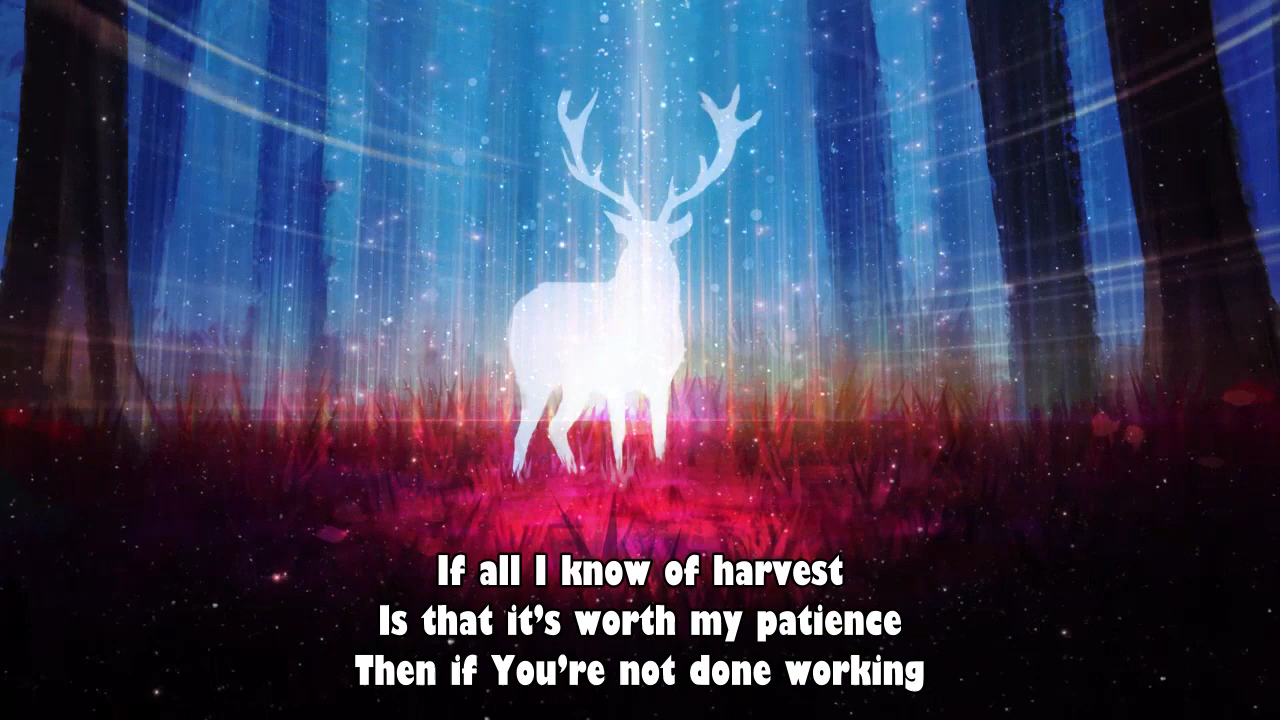 If all I know of harvest
Is that it's worth my patience
Then if You're not done working